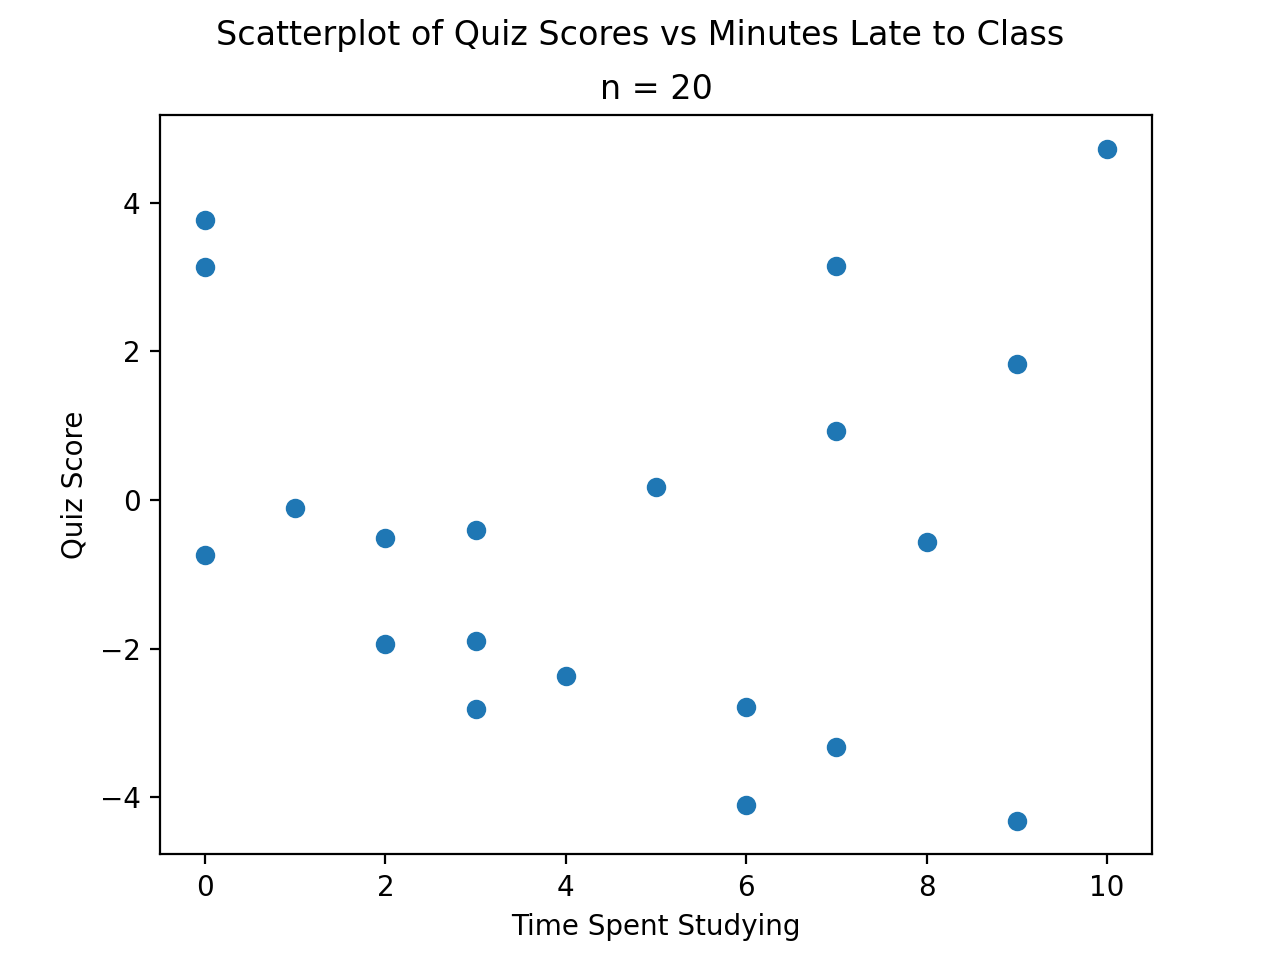 Scatterplot of Quiz Scores vs Minutes Late to Class
n = 20
4
2
0
−2
−4
Quiz Score
0 2 4 6 8 10
Time Spent Studying